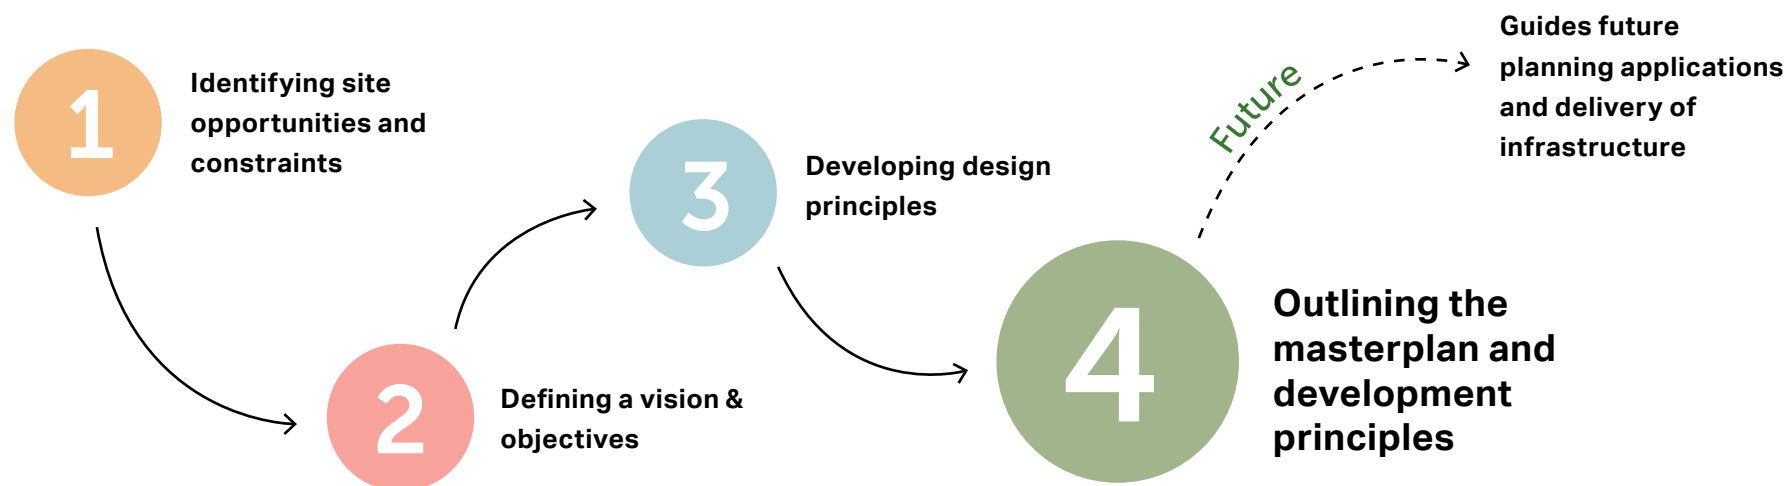 1
Identifying site
opportunities and
constraints
2
Defining a vision &
objectives
3
Developing design
principles
4
Outlining the
masterplan and
development
principles
Future
Guides future
planning applications
and delivery of
infrastructure